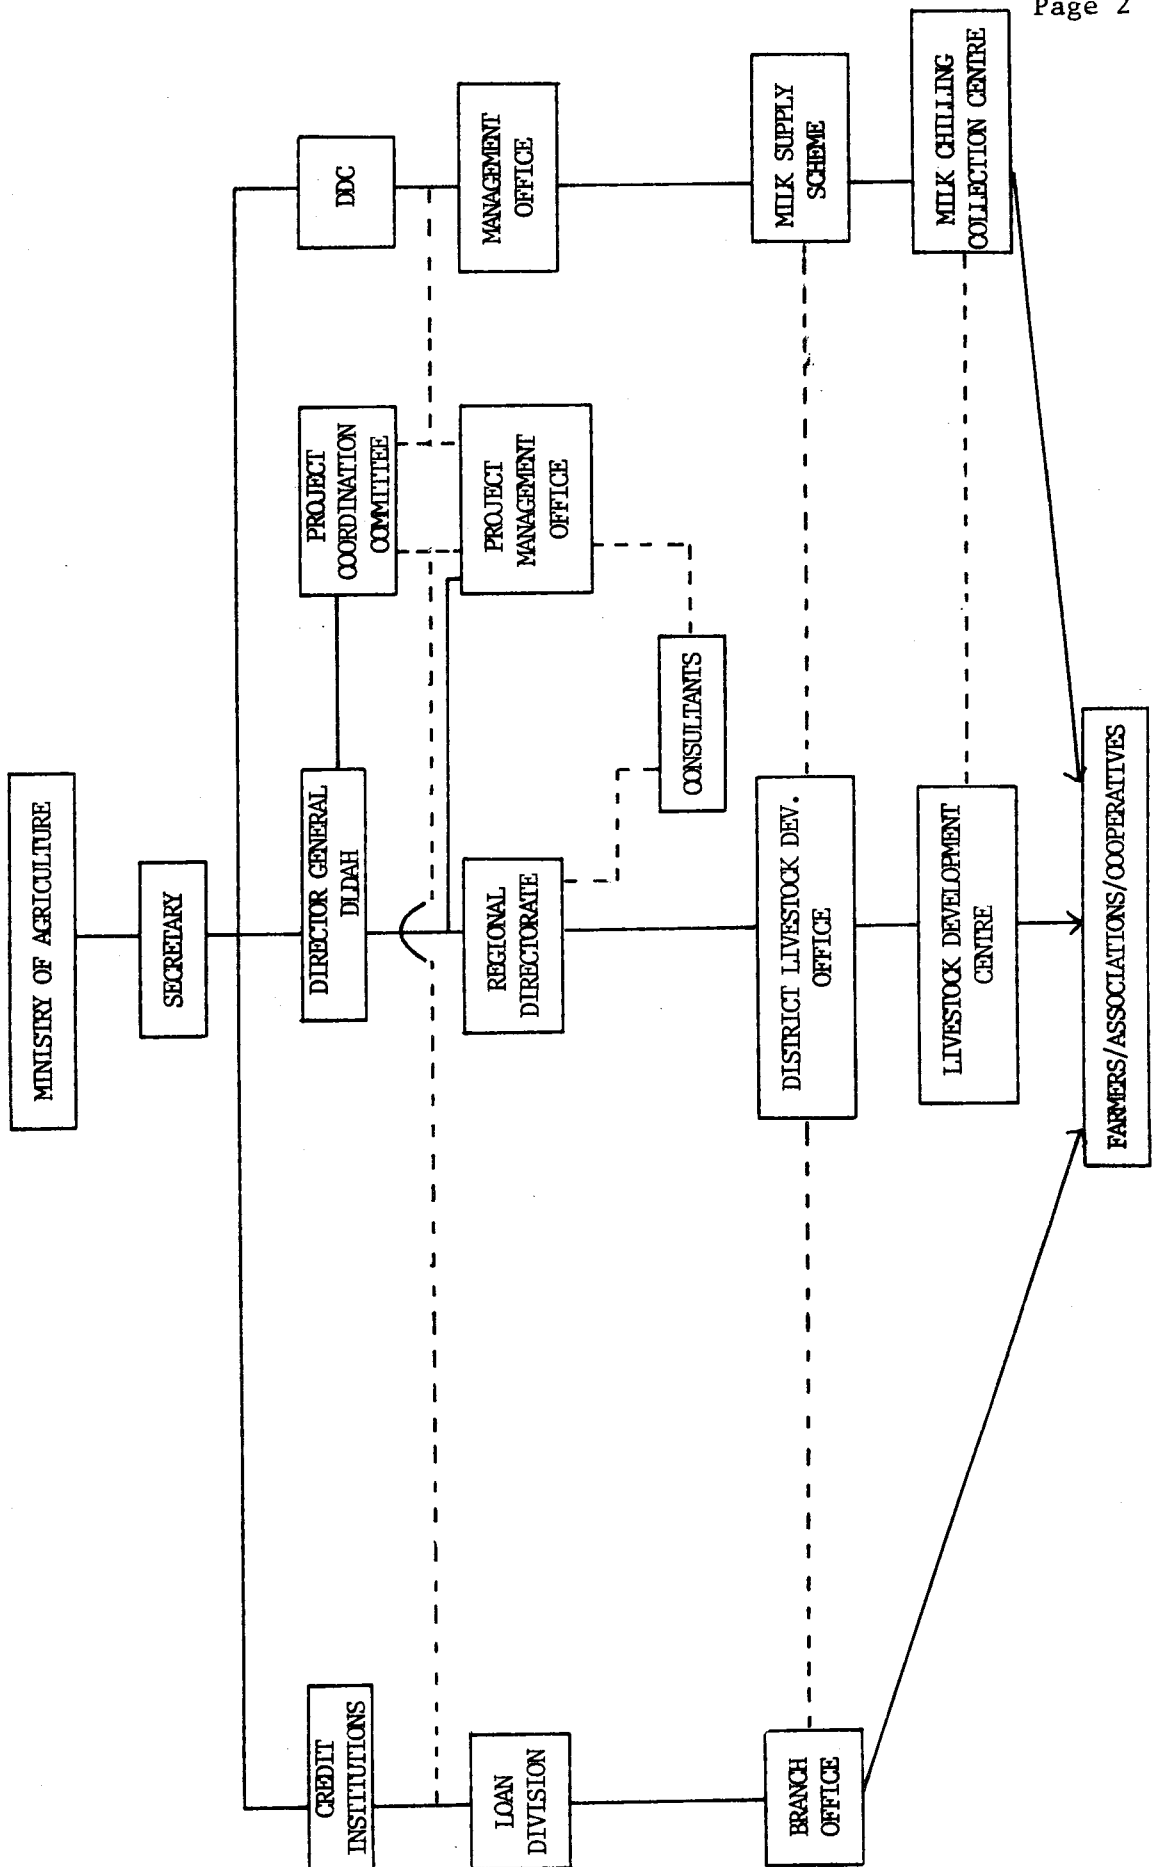 Page 2
MINISTRY OF AGRICULTURE
SECRETARY
CREDIT
INSTITUTIONS
DIRECTOR GENERAL
DLDAH
PROJECT
COORDINATION
COMMITTEE
DDC
LOAN
DIVISION
REGIONAL
DIRECTORATE
PROJECT
MANAGEMENT
OFFICE
MANAGEMENT
OFFICE
CONSULTANTS
BRANCH
OFFICE
DISTRICT LIVESTOCK DEV.
OFFICE
MILK SUPPLY
SCHEME
LIVESTOCK DEVELOPMENT
CENTRE
MILK CHILLING
COLLECTION CENTRE
FARMERS/ASSOCIATIONS/COOPERATIVES